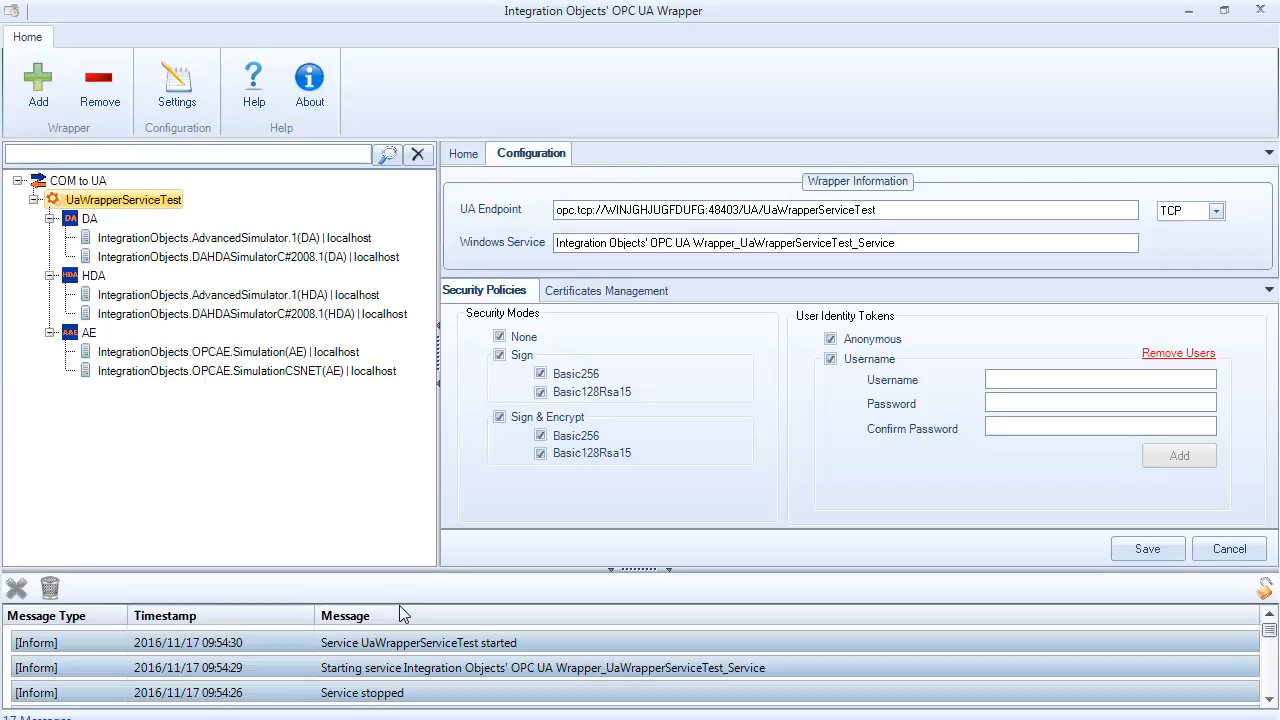 Integration Objects' OPC UA Wrapper
Home
Add
Remove
Settings
Help
About
Wrapper
Configuration
Help
COM to UA
UaWrapperServiceTest
DA
DA
IntegrationObjects.AdvancedSimulator.1(DA) | localhost
IntegrationObjects.DAHDASimulatorC#2008.1(DA) | localhost
HDA
HDA
IntegrationObjects.AdvancedSimulator.1(HDA) | localhost
IntegrationObjects.DAHDASimulatorC#2008.1(HDA) | localhost
A&E
AE
IntegrationObjects.OPCAE.Simulation(AE) | localhost
IntegrationObjects.OPCAE.SimulationCSNET(AE) | localhost
Home
Configuration
Wrapper Information
UA Endpoint
opc.tcp://WINJGHJUGFDUFG:48403/UA/UaWrapperServiceTest
TCP
Windows Service
Integration Objects' OPC UA Wrapper_UaWrapperServiceTest_Service
Security Policies
Certificates Management
Security Modes
None
Sign
Basic256
Basic128Rsa15
Sign & Encrypt
Basic256
Basic128Rsa15
User Identity Tokens
Anonymous
Username
Remove Users
Username
Password
Confirm Password
Add
Save
Cancel
Message Type
Timestamp
Message
[Inform] 2016/11/17 09:54:30 Service UaWrapperServiceTest started
[Inform] 2016/11/17 09:54:29 Starting service Integration Objects' OPC UA Wrapper_UaWrapperServiceTest_Service
[Inform] 2016/11/17 09:54:26 Service stopped
17 Messages